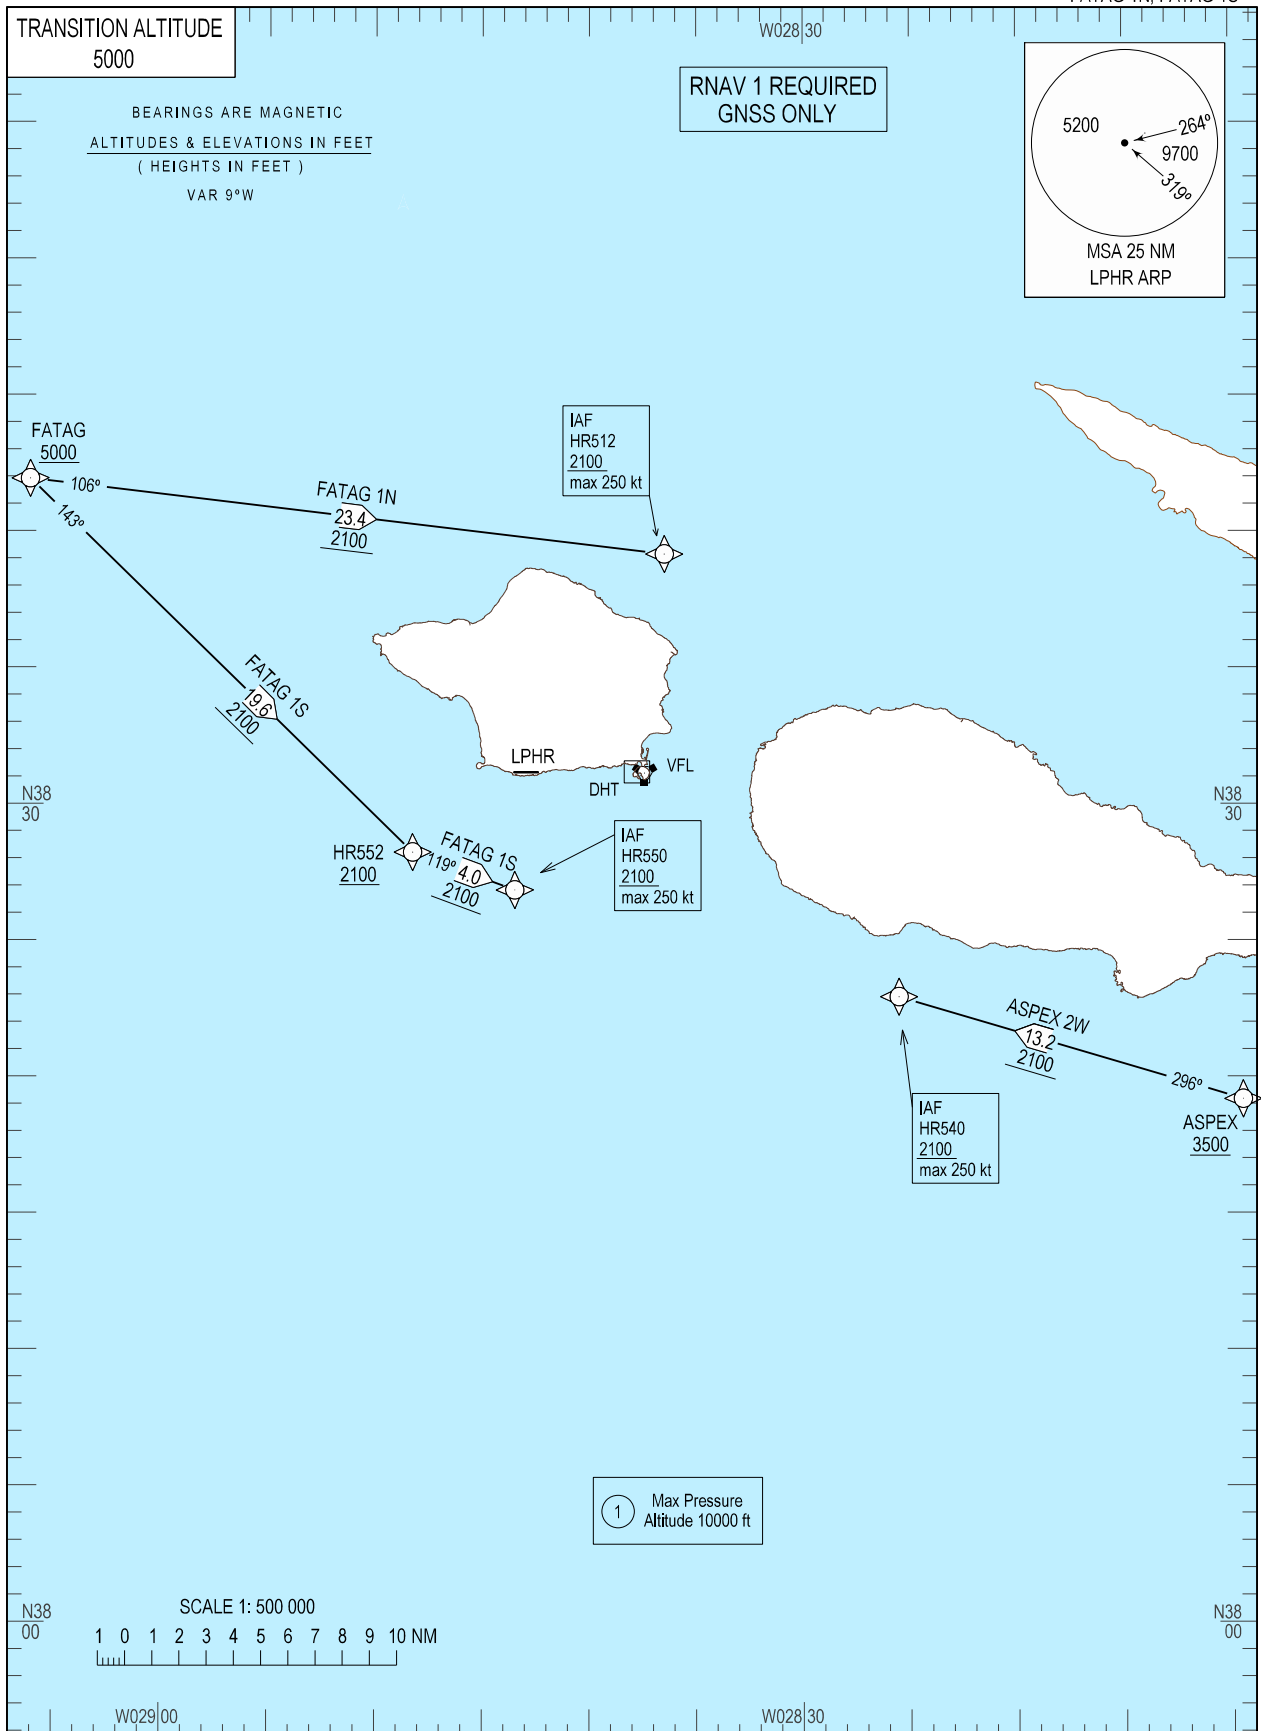 TRANSITION ALTITUDE
5000
W028 30
BEARINGS ARE MAGNETIC
ALTITUDES & ELEVATIONS IN FEET
( HEIGHTS IN FEET )
VAR 9°W
RNAV 1 REQUIRED
GNSS ONLY
5200
264°
9700
319°
MSA 25 NM
LPHR ARP
FATAG
5000
106°
143°
FATAG 1N
23.4
2100
IAF
HR512
2100
max 250 kt
FATAG 1S
19.6
2100
LPHR
VFL
DHT
N38
30
N38
30
HR552
2100
119°
FATAG 1S
4.0
2100
IAF
HR550
2100
max 250 kt
ASPEX 2W
13.2
2100
296°
ASPEX
3500
IAF
HR540
2100
max 250 kt
1
Max Pressure
Altitude 10000 ft
N38
00
N38
00
SCALE 1: 500 000
1 0 1 2 3 4 5 6 7 8 9 10 NM
W029 00
W028 30